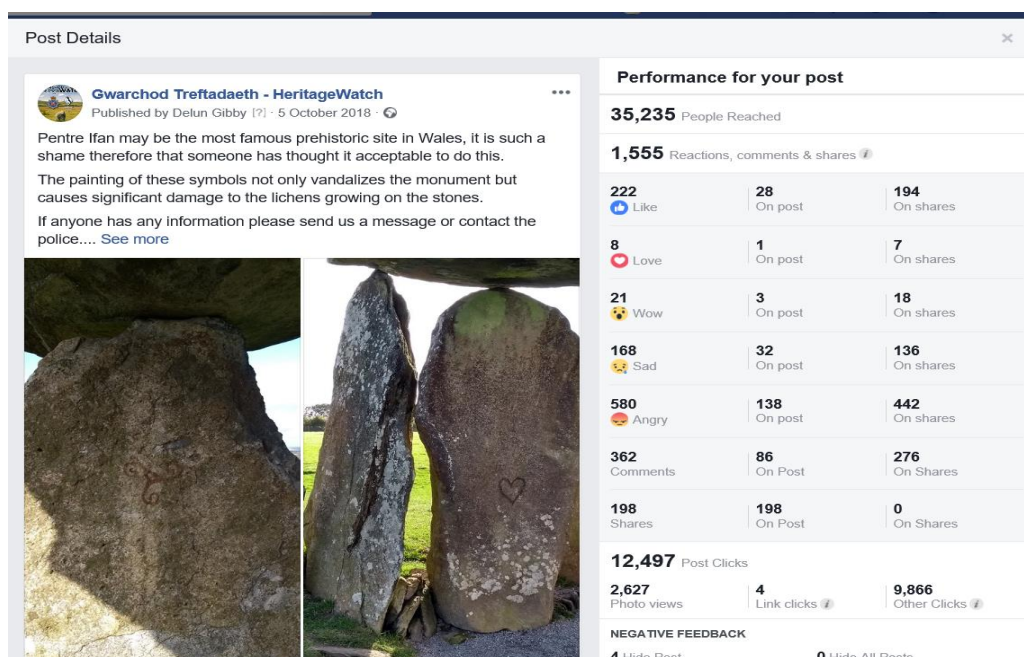 Post Details
×
Gwarchod Treftadaeth - HeritageWatch
Published by Delun Gibby [?] · 5 October 2018 ·
Pentre Ifan may be the most famous prehistoric site in Wales, it is such a
shame therefore that someone has thought it acceptable to do this.
The painting of these symbols not only vandalizes the monument but
causes significant damage to the lichens growing on the stones.
If anyone has any information please send us a message or contact the
police.... See more
Performance for your post
35,235 People Reached
1,555 Reactions, comments & shares
222 28 194
Like On post On shares
8 1 7
Love On post On shares
21 3 18
Wow On post On shares
168 32 136
Sad On post On shares
580 138 442
Angry On post On shares
362 86 276
Comments On Post On Shares
198 198 0
Shares On Post On Shares
12,497 Post Clicks
2,627 4 9,866
Photo views Link clicks Other Clicks
NEGATIVE FEEDBACK
4 Hide Post 0 Hide All Posts